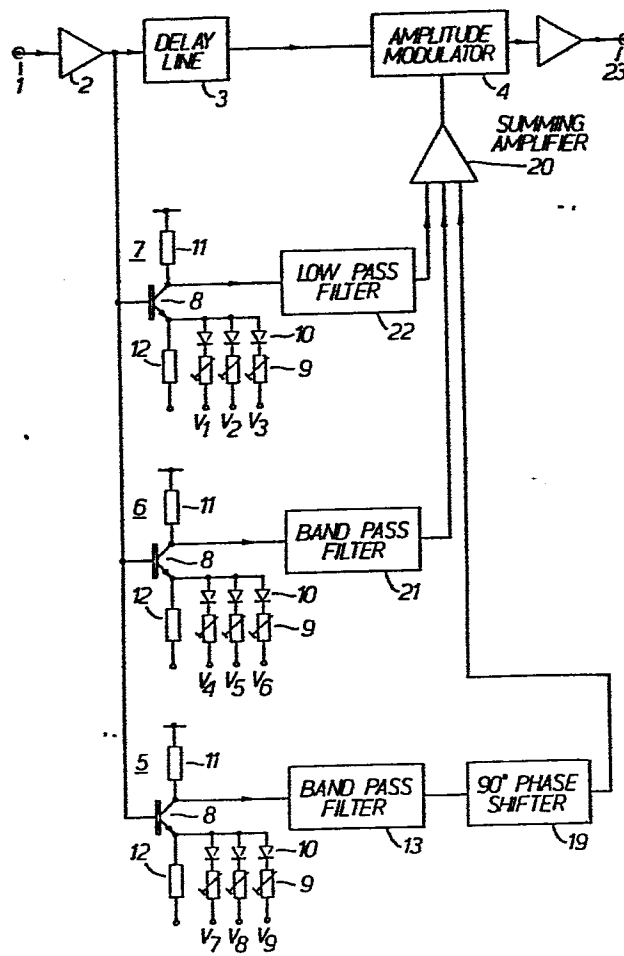 DELAY LINE
AMPLITUDE MODULATOR
1
2
3
4
23
SUMMING AMPLIFIER
20
7
11
8
LOW PASS FILTER
22
12
10
9
V1 V2 V3
6
11
8
BAND PASS FILTER
21
12
10
9
V4 V5 V6
5
11
8
BAND PASS FILTER
13
90° PHASE SHIFTER
19
12
10
9
V7 V8 V9